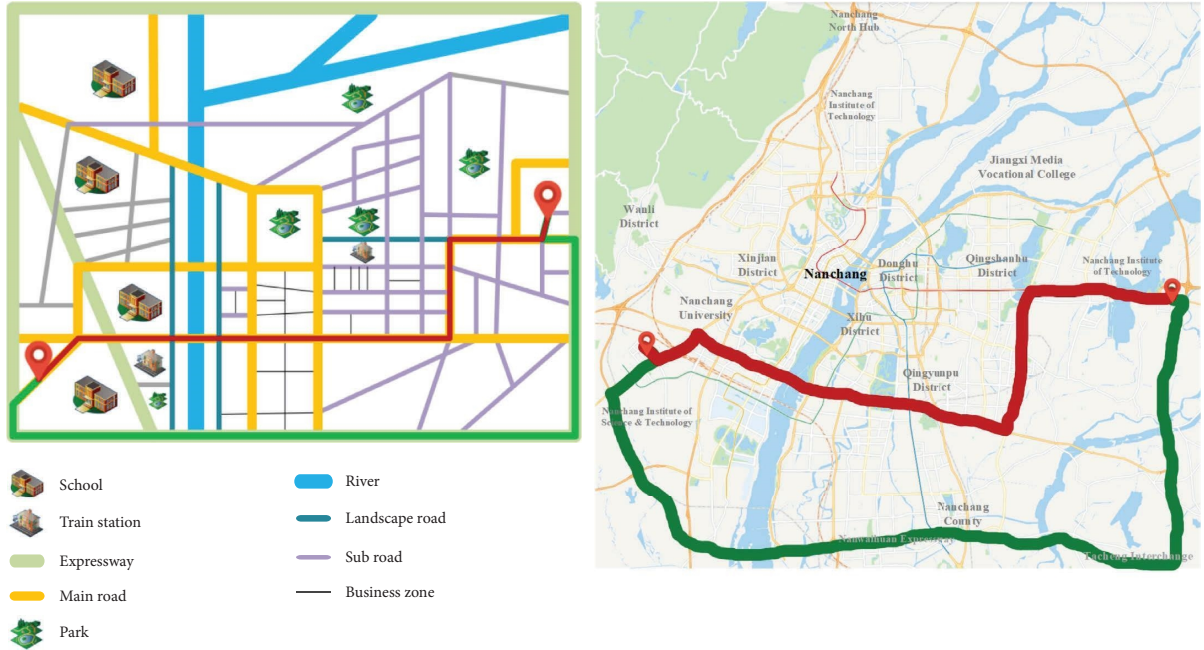 School
Train station
Expressway
Main road
Park
River
Landscape road
Sub road
Business zone
Nanchang
North Hub
Nanchang
Institute of
Technology
Jiangxi Media
Vocational College
Wanli
District
Xinjian
District
Nanchang
Donghu
District
Qingshanhu
District
Nanchang Institute
of Technology
Nanchang
University
Xihu
District
Qingyunpu
District
Nanchang Institute of
Science & Technology
Nanchang
County
Nanwaihuan Expressway
Tacheng Interchange